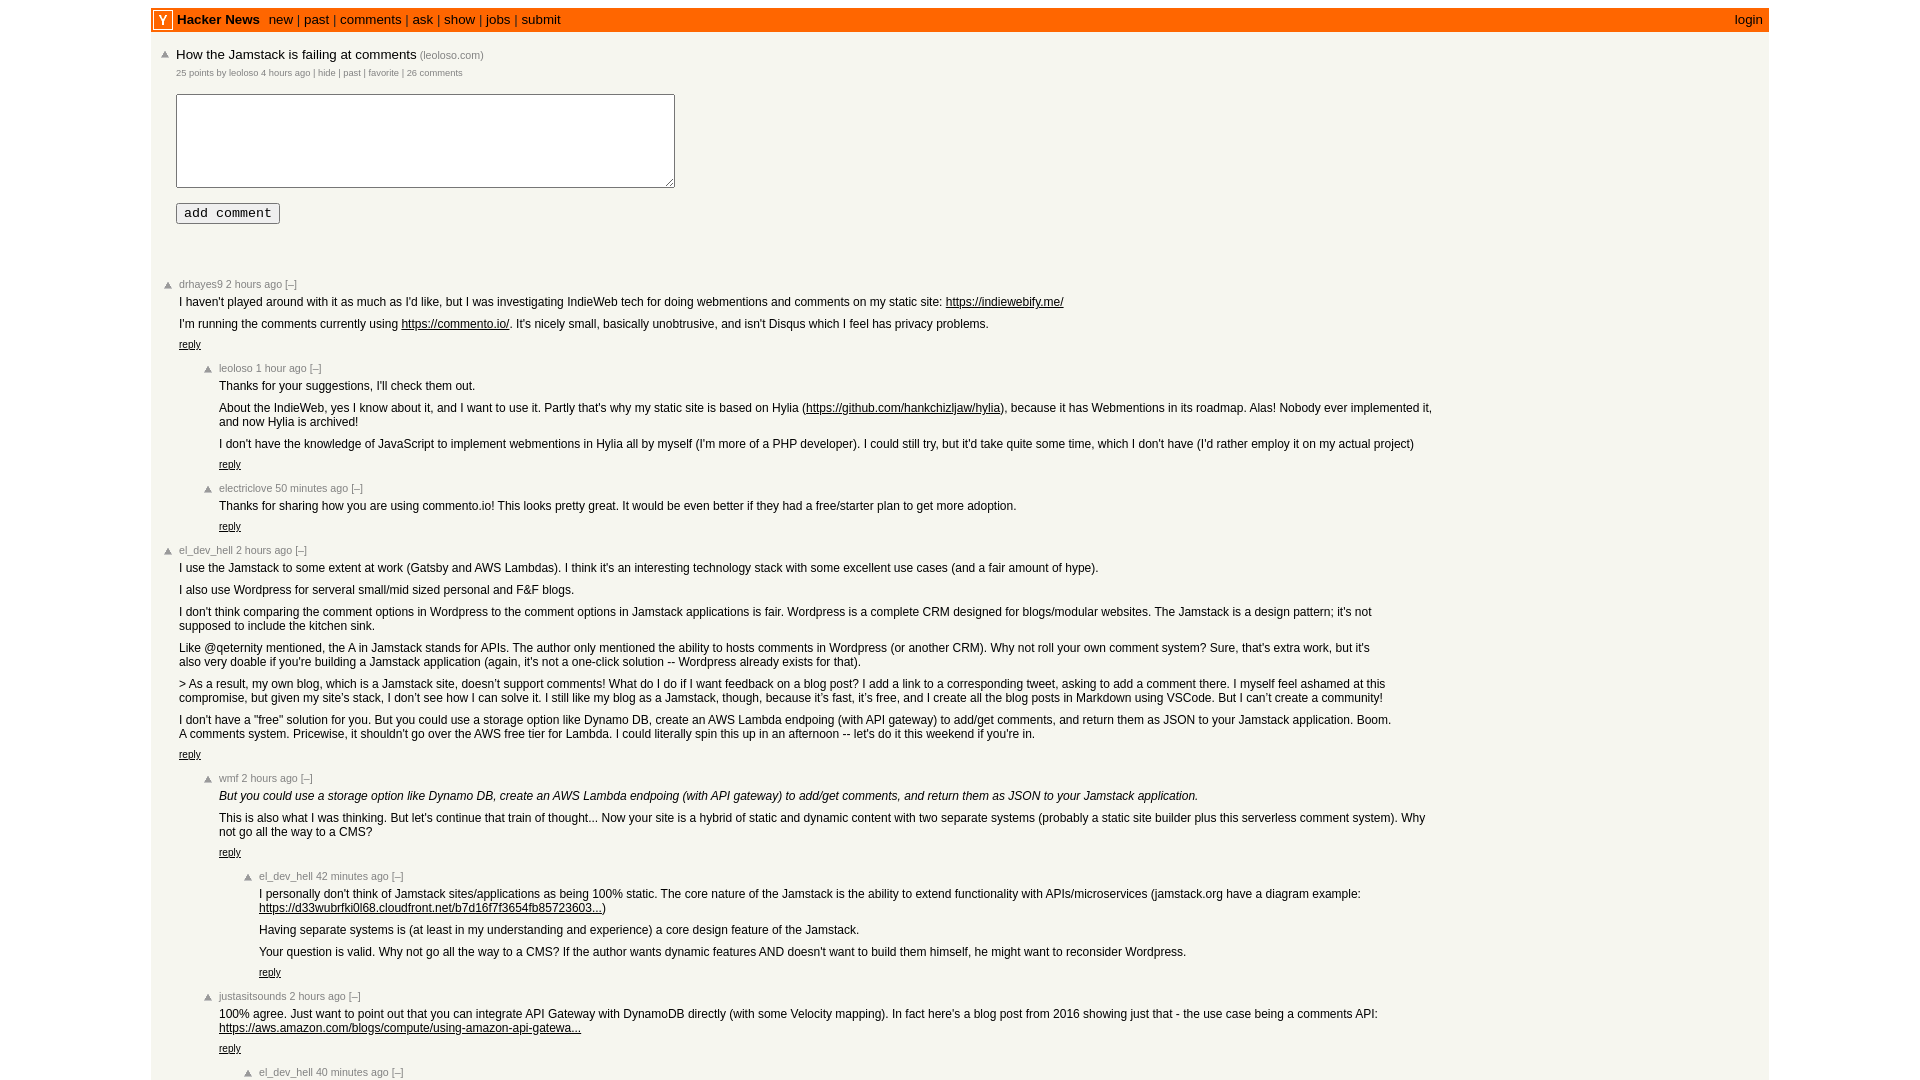 Y Hacker News new | past | comments | ask | show | jobs | submit login
How the Jamstack is failing at comments (leoloso.com)
25 points by leoloso 4 hours ago | hide | past | favorite | 26 comments
add comment
drhayes9 2 hours ago [–]
I haven't played around with it as much as I'd like, but I was investigating IndieWeb tech for doing webmentions and comments on my static site: https://indiewebify.me/
I'm running the comments currently using https://commento.io/. It's nicely small, basically unobtrusive, and isn't Disqus which I feel has privacy problems.
reply
leoloso 1 hour ago [–]
Thanks for your suggestions, I'll check them out.
About the IndieWeb, yes I know about it, and I want to use it. Partly that's why my static site is based on Hylia (https://github.com/hankchizljaw/hylia), because it has Webmentions in its roadmap. Alas! Nobody ever implemented it,
and now Hylia is archived!
I don't have the knowledge of JavaScript to implement webmentions in Hylia all by myself (I'm more of a PHP developer). I could still try, but it'd take quite some time, which I don't have (I'd rather employ it on my actual project)
reply
electriclove 50 minutes ago [–]
Thanks for sharing how you are using commento.io! This looks pretty great. It would be even better if they had a free/starter plan to get more adoption.
reply
el_dev_hell 2 hours ago [–]
I use the Jamstack to some extent at work (Gatsby and AWS Lambdas). I think it's an interesting technology stack with some excellent use cases (and a fair amount of hype).
I also use Wordpress for serveral small/mid sized personal and F&F blogs.
I don't think comparing the comment options in Wordpress to the comment options in Jamstack applications is fair. Wordpress is a complete CRM designed for blogs/modular websites. The Jamstack is a design pattern; it's not
supposed to include the kitchen sink.
Like @qeternity mentioned, the A in Jamstack stands for APIs. The author only mentioned the ability to hosts comments in Wordpress (or another CRM). Why not roll your own comment system? Sure, that's extra work, but it's
also very doable if you're building a Jamstack application (again, it's not a one-click solution -- Wordpress already exists for that).
> As a result, my own blog, which is a Jamstack site, doesn’t support comments! What do I do if I want feedback on a blog post? I add a link to a corresponding tweet, asking to add a comment there. I myself feel ashamed at this
compromise, but given my site’s stack, I don’t see how I can solve it. I still like my blog as a Jamstack, though, because it’s fast, it’s free, and I create all the blog posts in Markdown using VSCode. But I can’t create a community!
I don't have a "free" solution for you. But you could use a storage option like Dynamo DB, create an AWS Lambda endpoing (with API gateway) to add/get comments, and return them as JSON to your Jamstack application. Boom.
A comments system. Pricewise, it shouldn't go over the AWS free tier for Lambda. I could literally spin this up in an afternoon -- let's do it this weekend if you're in.
reply
wmf 2 hours ago [–]
But you could use a storage option like Dynamo DB, create an AWS Lambda endpoing (with API gateway) to add/get comments, and return them as JSON to your Jamstack application.
This is also what I was thinking. But let's continue that train of thought... Now your site is a hybrid of static and dynamic content with two separate systems (probably a static site builder plus this serverless comment system). Why
not go all the way to a CMS?
reply
el_dev_hell 42 minutes ago [–]
I personally don't think of Jamstack sites/applications as being 100% static. The core nature of the Jamstack is the ability to extend functionality with APIs/microservices (jamstack.org have a diagram example:
https://d33wubrfki0l68.cloudfront.net/b7d16f7f3654fb85723603...)
Having separate systems is (at least in my understanding and experience) a core design feature of the Jamstack.
Your question is valid. Why not go all the way to a CMS? If the author wants dynamic features AND doesn't want to build them himself, he might want to reconsider Wordpress.
reply
justasitsounds 2 hours ago [–]
100% agree. Just want to point out that you can integrate API Gateway with DynamoDB directly (with some Velocity mapping). In fact here's a blog post from 2016 showing just that - the use case being a comments API:
https://aws.amazon.com/blogs/compute/using-amazon-api-gatewa...
reply
el_dev_hell 40 minutes ago [–]